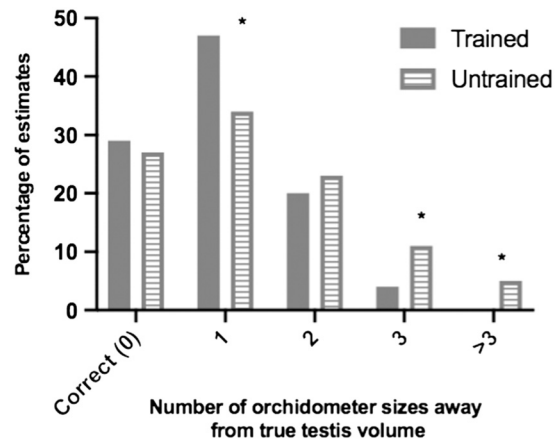 50
40
30
20
10
0
Percentage of estimates
*
*
*
Trained
Untrained
Correct (0)
1
2
3
>3
Number of orchidometer sizes away
from true testis volume